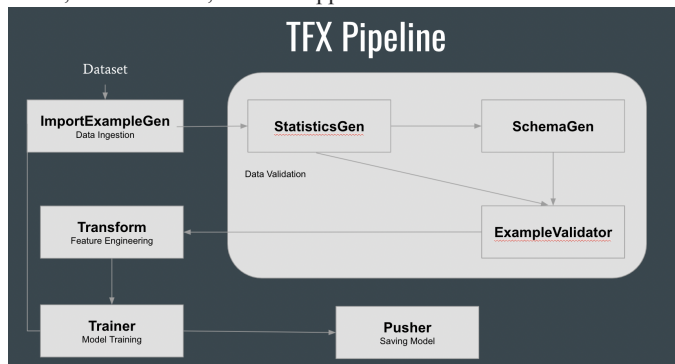 TFX Pipeline
Dataset
ImportExampleGen
Data Ingestion
StatisticsGen
SchemaGen
Data Validation
Transform
Feature Engineering
ExampleValidator
Trainer
Model Training
Pusher
Saving Model